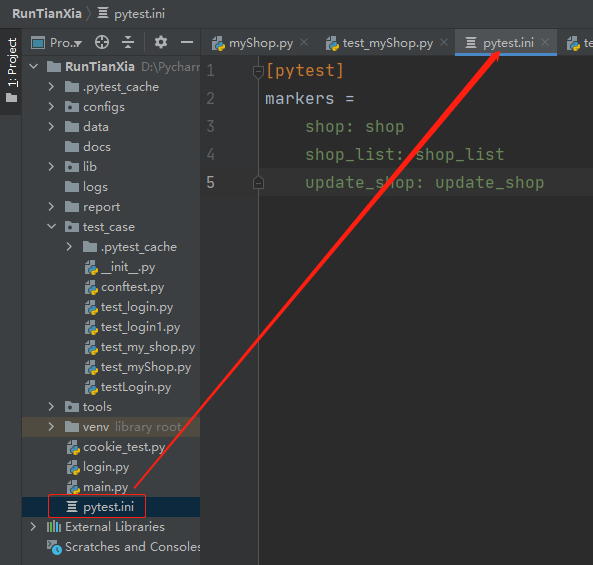 RunTianXia
pytest.ini
1: Project
Pro..
myShop.py
test_myShop.py
pytest.ini
RunTianXia D:\Pycharr
.pytest_cache
configs
data
docs
lib
logs
report
test_case
.pytest_cache
__init__.py
conftest.py
test_login.py
test_login1.py
test_my_shop.py
test_myShop.py
testLogin.py
tools
venv library root
cookie_test.py
login.py
main.py
pytest.ini
External Libraries
Scratches and Consoles
1 [pytest]
2 markers =
3 shop: shop
4 shop_list: shop_list
5 update_shop: update_shop